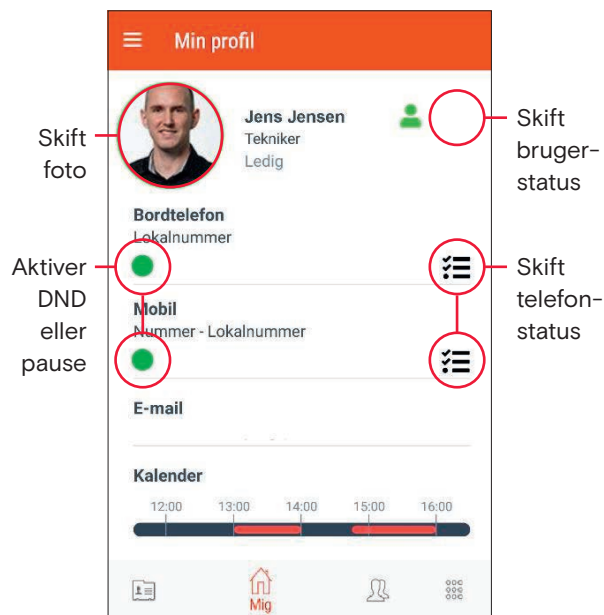 Min profil
Jens Jensen
Tekniker
Ledig
Skift
foto
Skift
bruger-
status
Bordtelefon
Lokalnummer
Aktiver
DND
eller
pause
Skift
telefon-
status
Mobil
Nummer - Lokalnummer
E-mail
Kalender
12:00 13:00 14:00 15:00 16:00
Mig